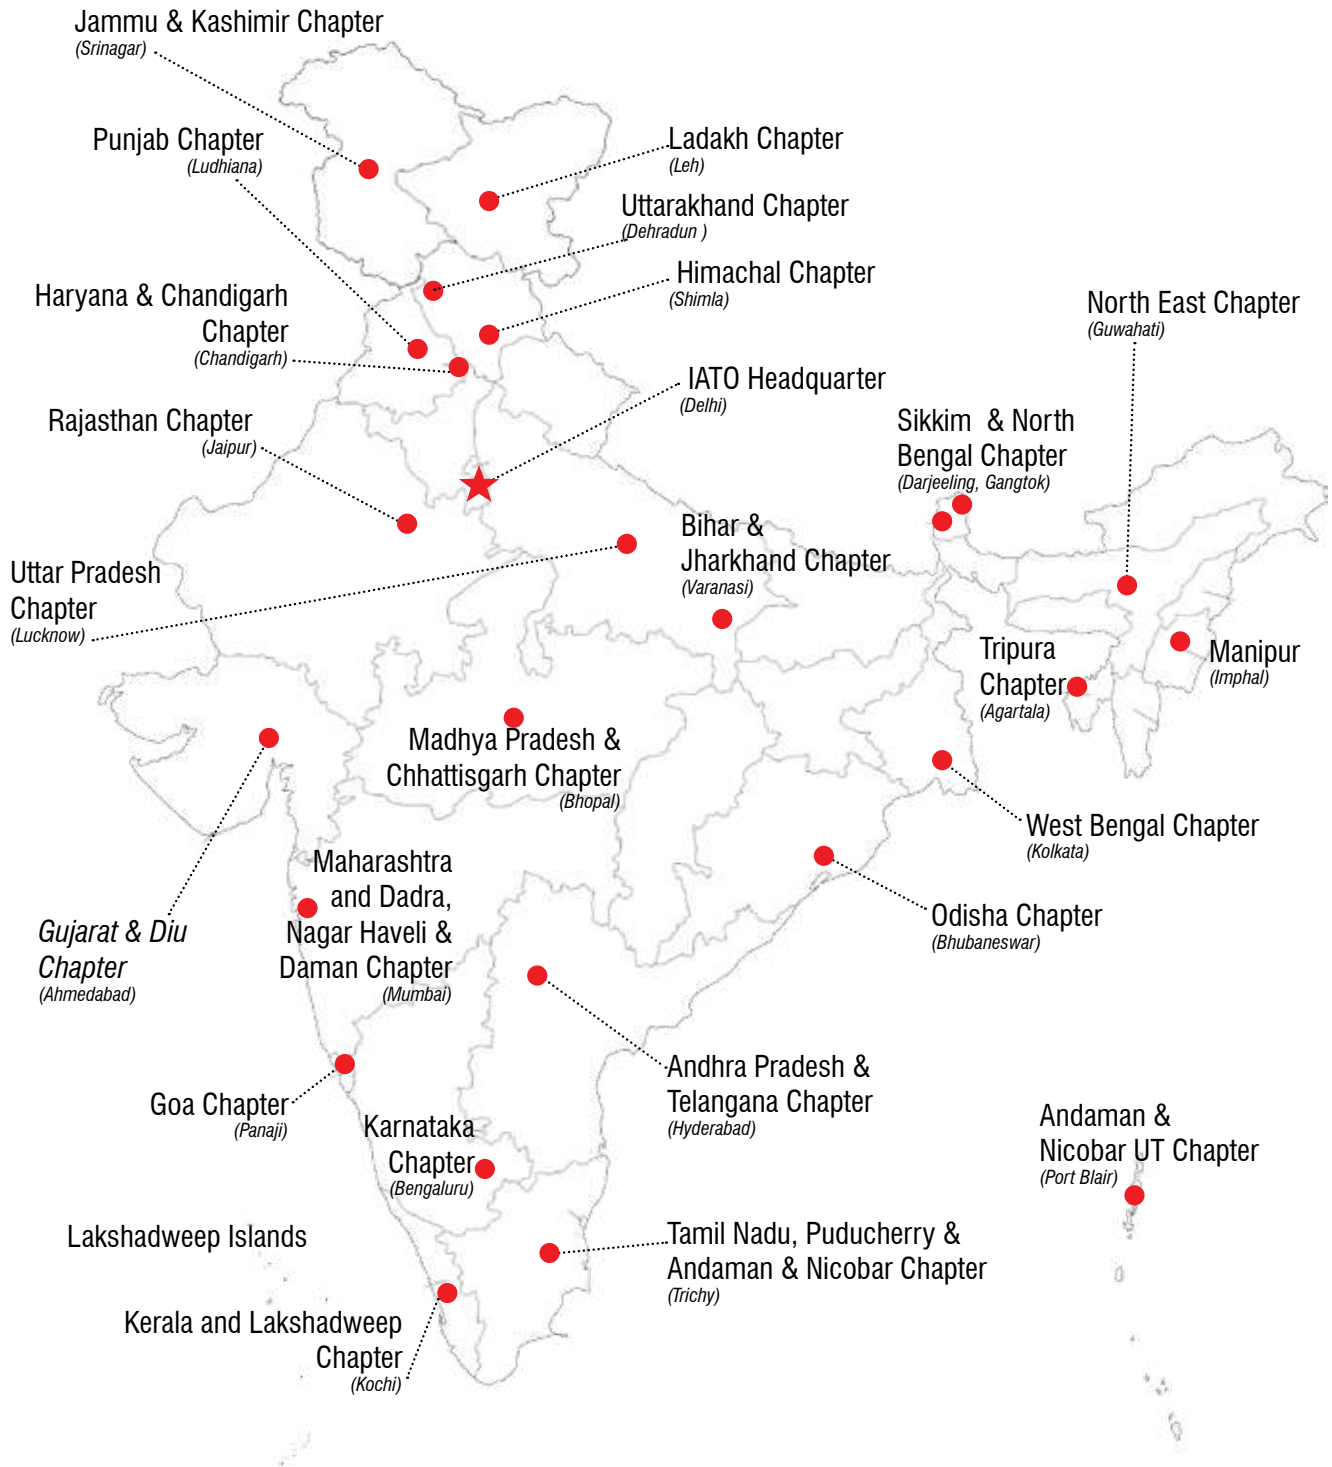 Jammu & Kashimir Chapter
(Srinagar)
Punjab Chapter
(Ludhiana)
Ladakh Chapter
(Leh)
Uttarakhand Chapter
(Dehradun )
Himachal Chapter
(Shimla)
Haryana & Chandigarh
Chapter
(Chandigarh)
North East Chapter
(Guwahati)
IATO Headquarter
(Delhi)
Rajasthan Chapter
(Jaipur)
Sikkim & North
Bengal Chapter
(Darjeeling, Gangtok)
Bihar &
Jharkhand Chapter
(Varanasi)
Uttar Pradesh
Chapter
(Lucknow)
Tripura
Chapter
(Agartala)
Manipur
(Imphal)
Madhya Pradesh &
Chhattisgarh Chapter
(Bhopal)
West Bengal Chapter
(Kolkata)
Maharashtra
and Dadra,
Nagar Haveli &
Daman Chapter
(Mumbai)
Gujarat & Diu
Chapter
(Ahmedabad)
Odisha Chapter
(Bhubaneswar)
Andhra Pradesh &
Telangana Chapter
(Hyderabad)
Goa Chapter
(Panaji)
Karnataka
Chapter
(Bengaluru)
Andaman &
Nicobar UT Chapter
(Port Blair)
Lakshadweep Islands
Tamil Nadu, Puducherry &
Andaman & Nicobar Chapter
(Trichy)
Kerala and Lakshadweep
Chapter
(Kochi)